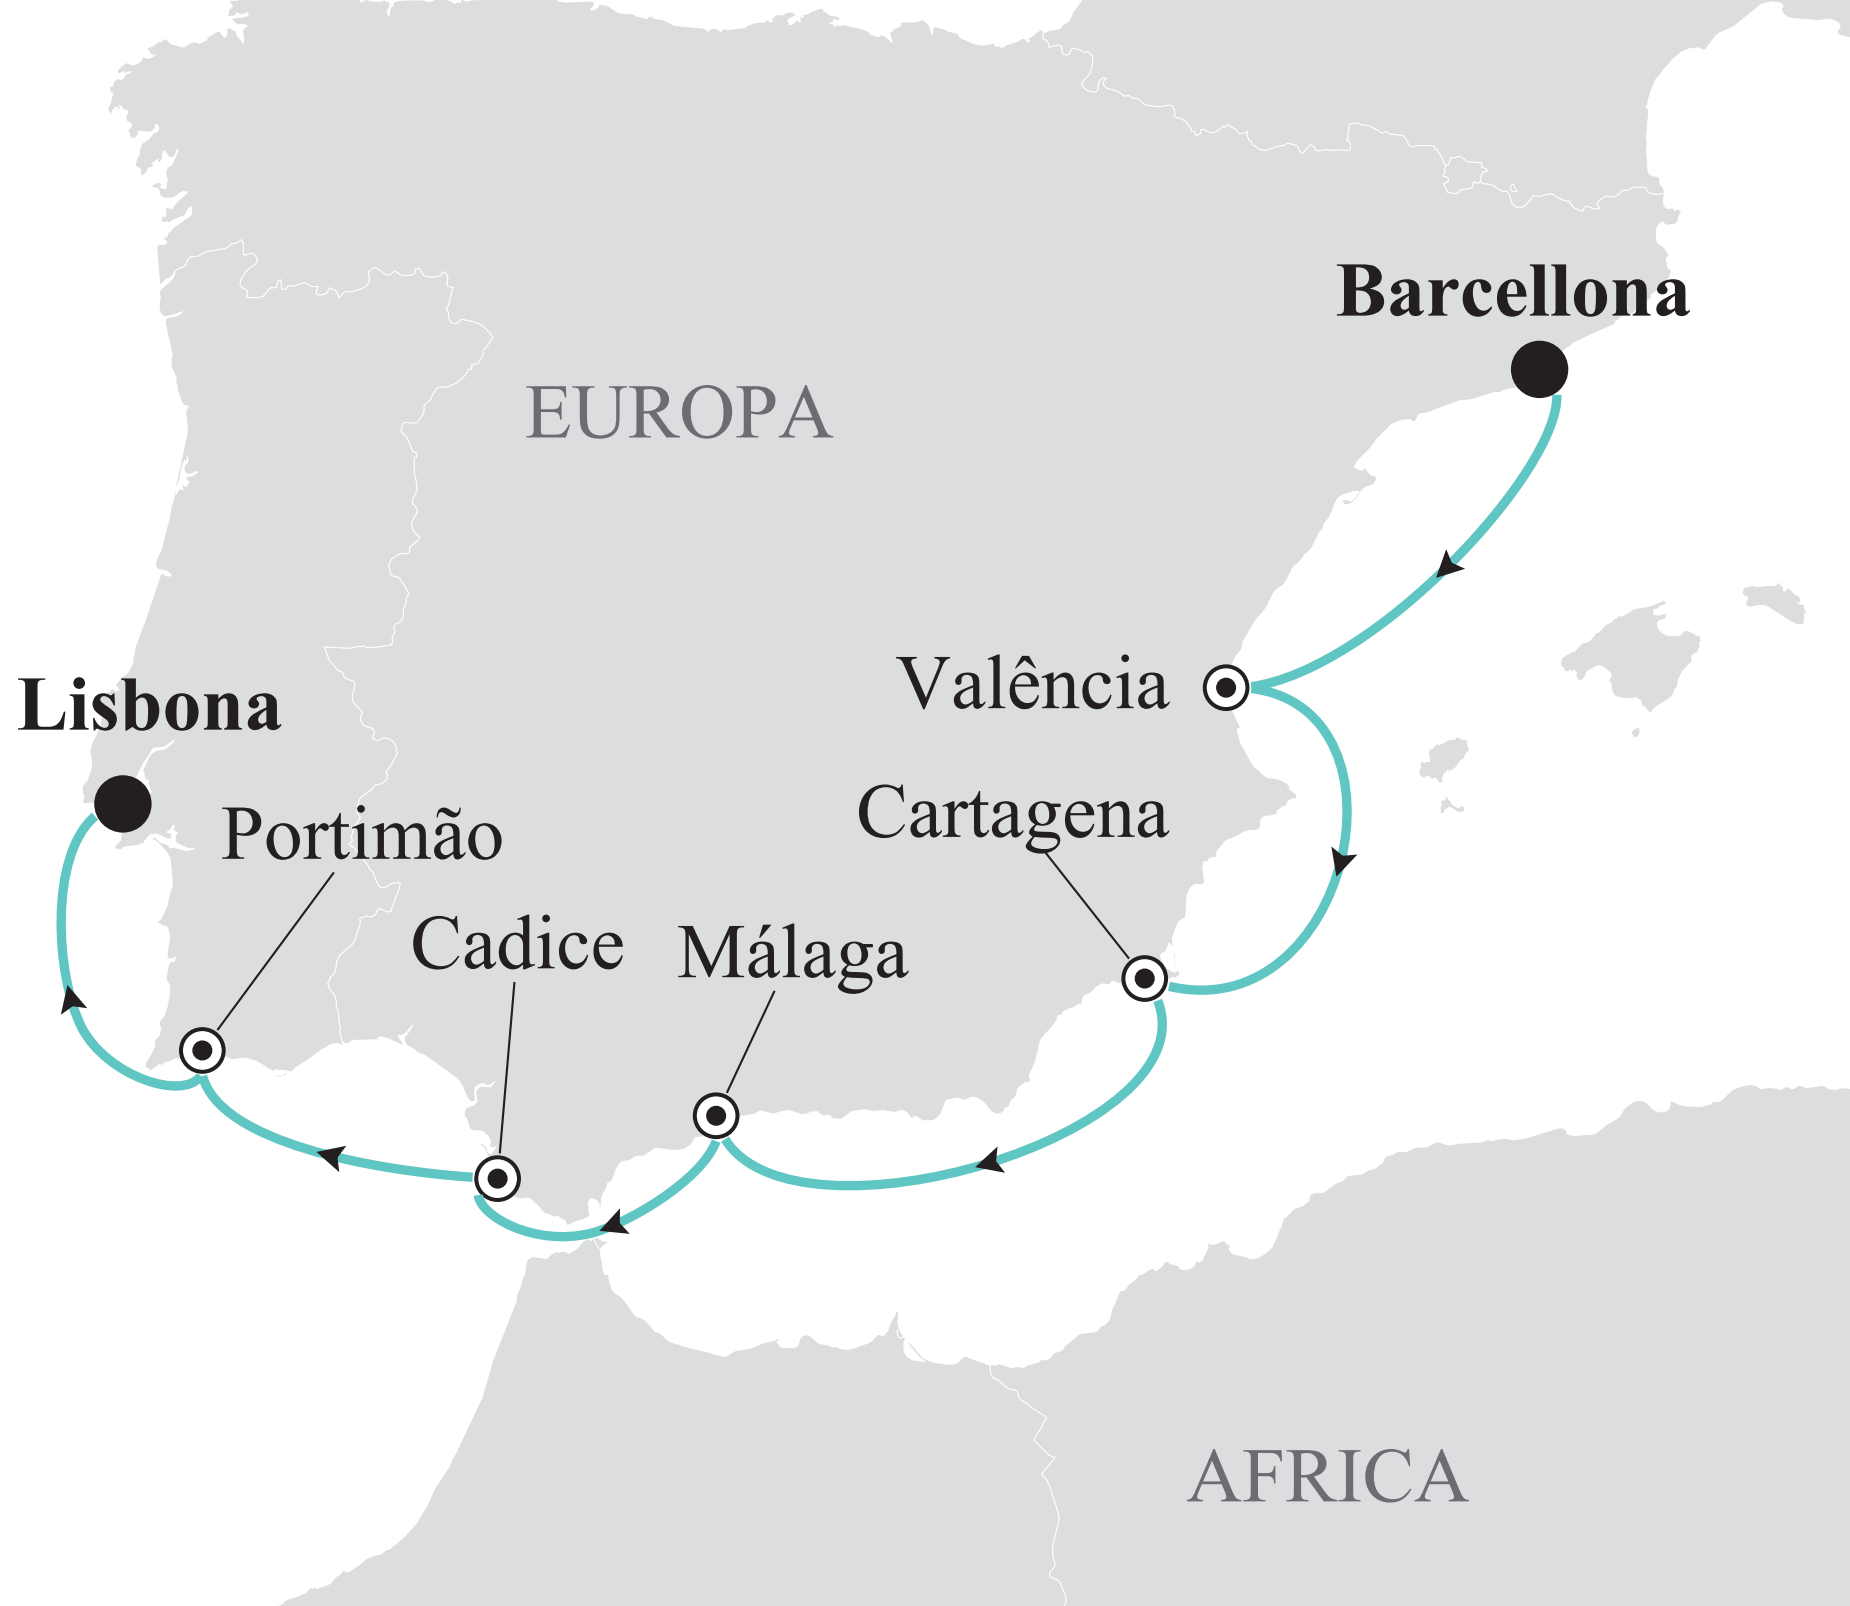 Barcellona
EUROPA
Valência
Lisbona
Cartagena
Portimão
Cadice
Málaga
AFRICA